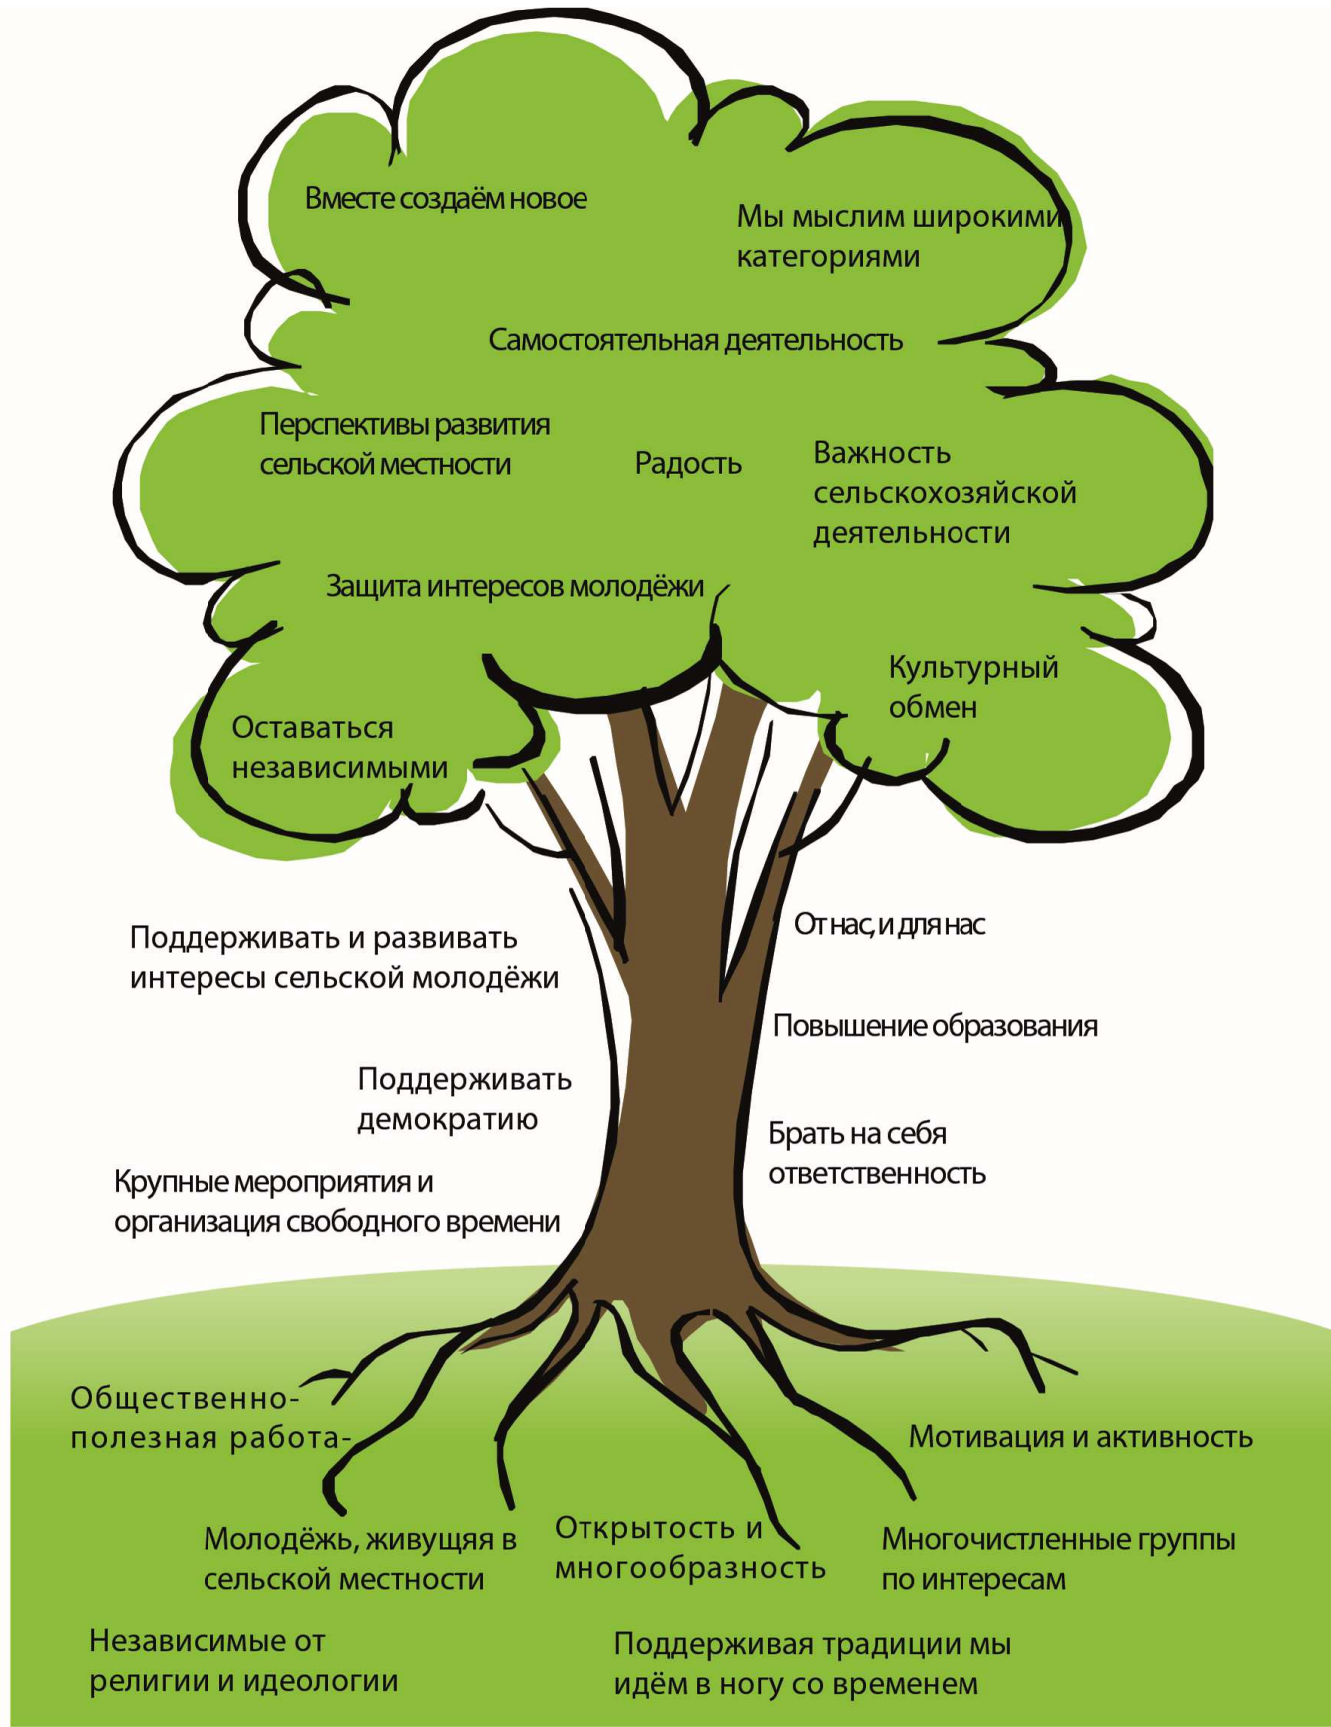 Вместе создаём новое
Мы мыслим широкими
категориями
Самостоятельная деятельность
Перспективы развития
сельской местности
Радость
Важность
сельскохозяйской
деятельности
Защита интересов молодёжи
Культурный
обмен
Оставаться
независимыми
От нас, и для нас
Поддерживать и развивать
интересы сельской молодёжи
Повышение образования
Поддерживать
демократию
Брать на себя
ответственность
Крупные мероприятия и
организация свободного времени
Общественно-
полезная работа-
Мотивация и активность
Молодёжь, живущая в
сельской местности
Открытость и
многообразность
Многочистленные группы
по интересам
Независимые от
религии и идеологии
Поддерживая традиции мы
идём в ногу со временем